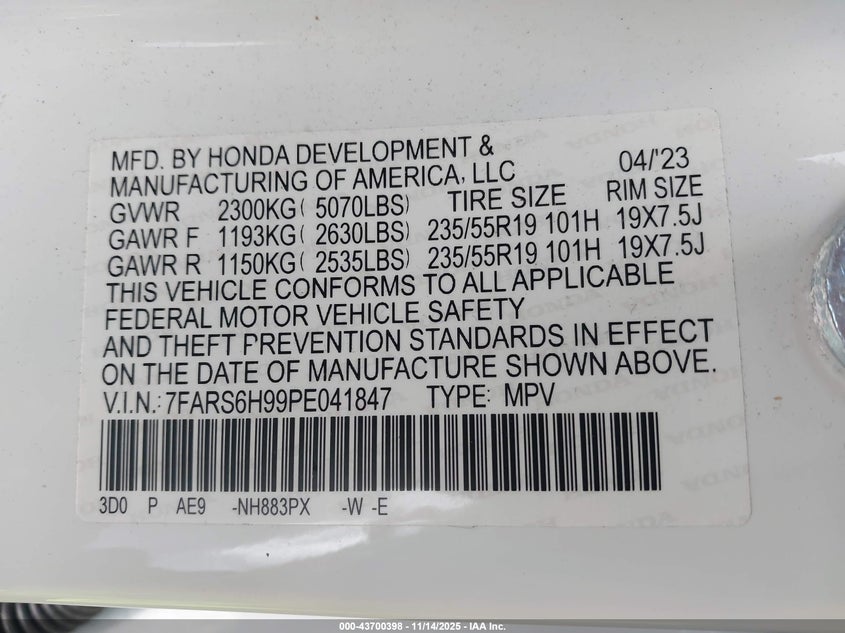 MFD. BY HONDA DEVELOPMENT &
MANUFACTURING OF AMERICA, LLC 04/'23
GVWR 2300KG( 5070LBS) TIRE SIZE RIM SIZE
GAWR F 1193KG( 2630LBS) 235/55R19 101H 19X7.5J
GAWR R 1150KG( 2535LBS) 235/55R19 101H 19X7.5J
THIS VEHICLE CONFORMS TO ALL APPLICABLE
FEDERAL MOTOR VEHICLE SAFETY
AND THEFT PREVENTION STANDARDS IN EFFECT
ON THE DATE OF MANUFACTURE SHOWN ABOVE.
V.I.N.: 7FARS6H99PE041847 TYPE: MPV
3D0 P AE9 -NH883PX -W -E
000-43700398 - 11/14/2025 - IAA Inc.